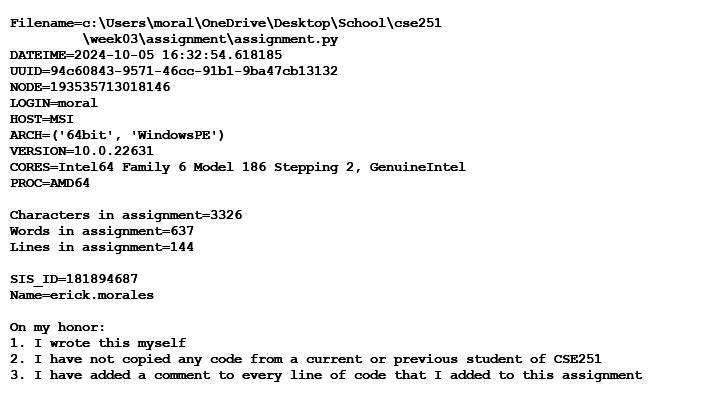 Filename=c:\Users\moral\OneDrive\Desktop\School\cse251
\week03\assignment\assignment.py
DATEIME=2024-10-05 16:32:54.618185
UUID=94c60843-9571-46cc-91b1-9ba47cb13132
NODE=193535713018146
LOGIN=moral
HOST=MSI
ARCH=('64bit', 'WindowsPE')
VERSION=10.0.22631
CORES=Intel64 Family 6 Model 186 Stepping 2, GenuineIntel
PROC=AMD64
Characters in assignment=3326
Words in assignment=637
Lines in assignment=144
SIS_ID=181894687
Name=erick.morales
On my honor:
1. I wrote this myself
2. I have not copied any code from a current or previous student of CSE251
3. I have added a comment to every line of code that I added to this assignment